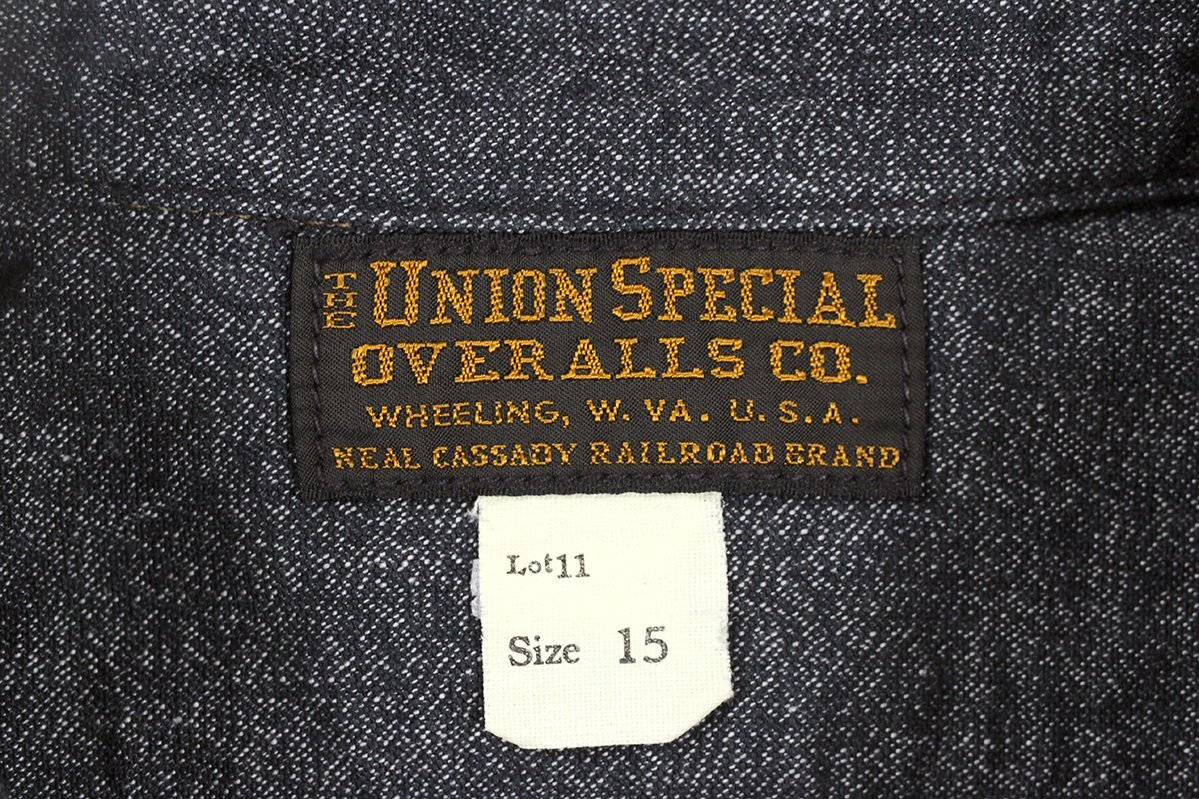 THE UNION SPECIAL
OVERALLS CO.
WHEELING, W. VA. U.S.A.
NEAL CASSADY RAILROAD BRAND
Lot11
Size 15